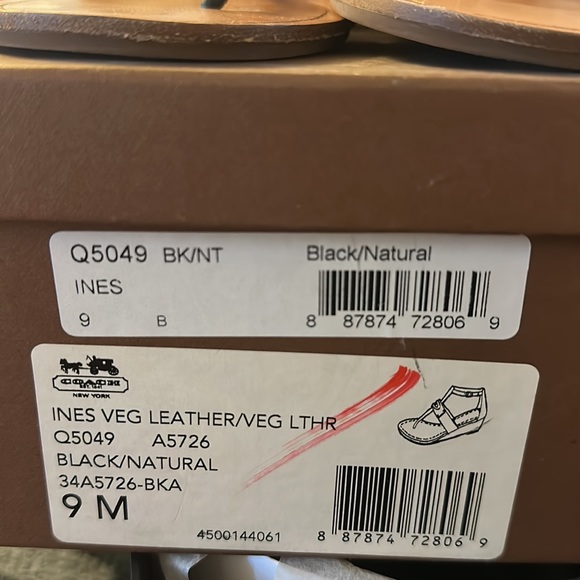 Q5049 BK/NT Black/Natural
INES
9 B 8 87874 72806 9
COACH
EST. 1941
NEW YORK
INES VEG LEATHER/VEG LTHR
Q5049 A5726
BLACK/NATURAL
34A5726-BKA
9 M
4500144061 8 87874 72806 9